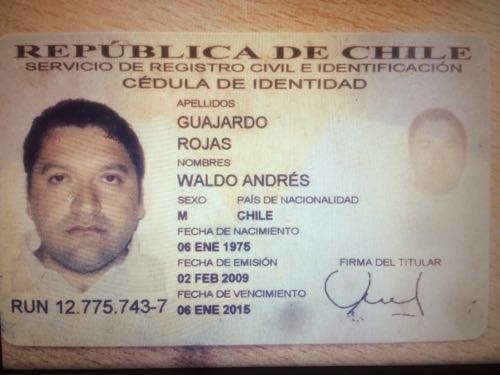 REPÚBLICA DE CHILE
SERVICIO DE REGISTRO CIVIL E IDENTIFICACIÓN
CÉDULA DE IDENTIDAD
APELLIDOS
GUAJARDO
ROJAS
NOMBRES
WALDO ANDRÉS
SEXO PAÍS DE NACIONALIDAD
M CHILE
FECHA DE NACIMIENTO
06 ENE 1975
FECHA DE EMISIÓN FIRMA DEL TITULAR
02 FEB 2009
FECHA DE VENCIMIENTO
RUN 12.775.743-7 06 ENE 2015